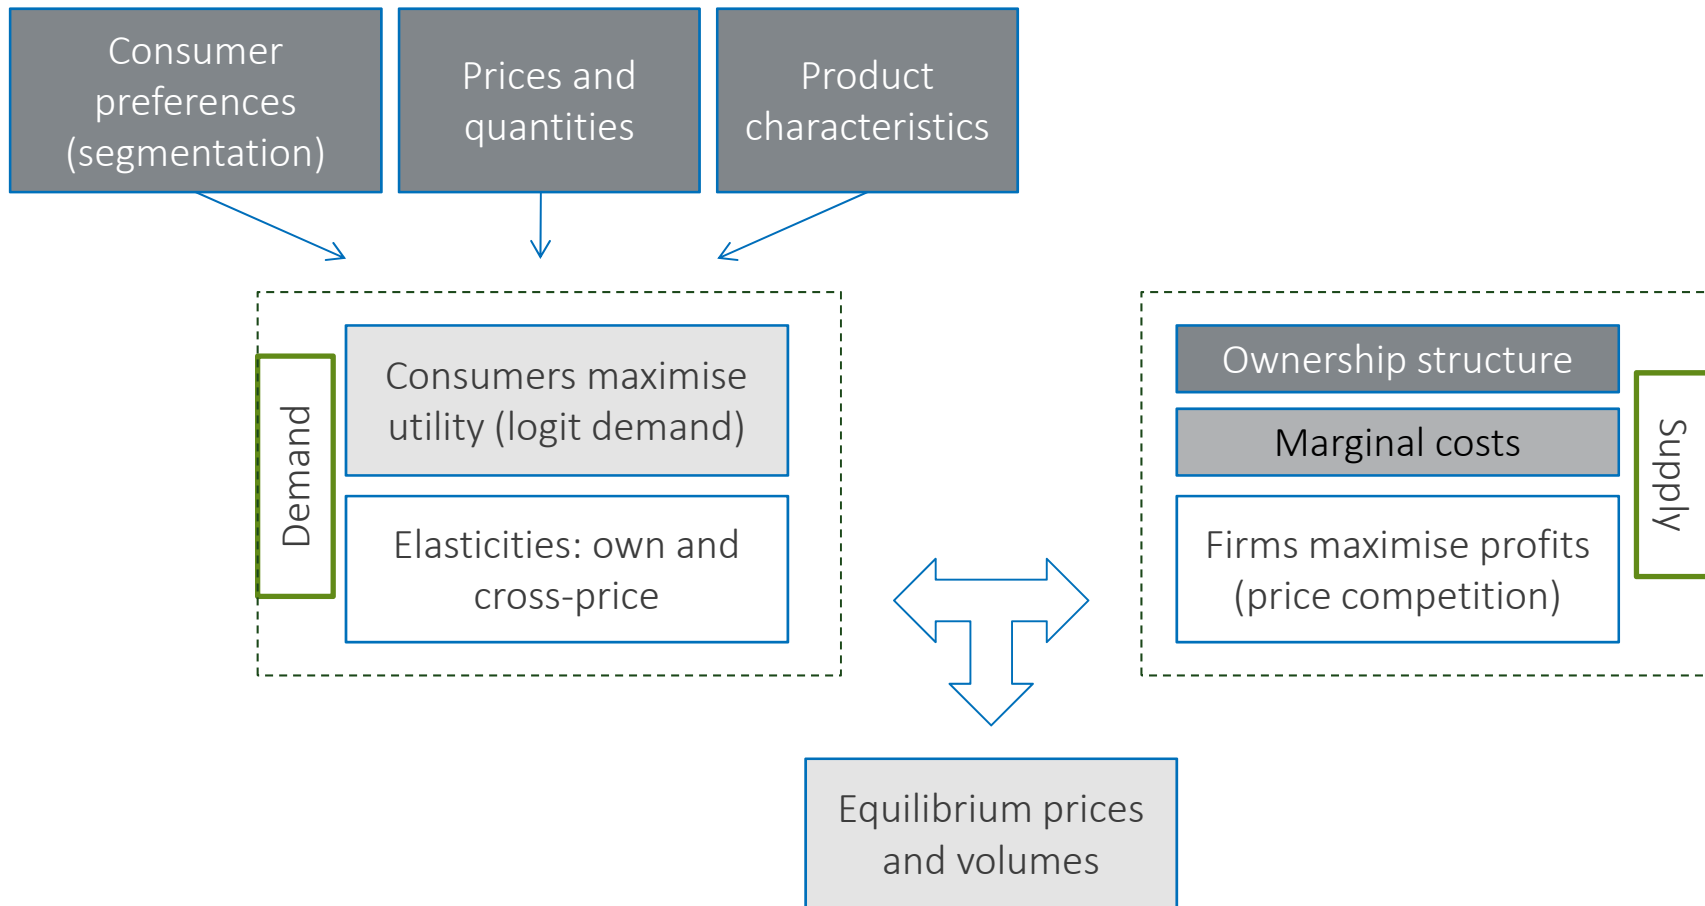 Consumer
preferences
(segmentation)
Prices and
quantities
Product
characteristics
Demand
Consumers maximise
utility (logit demand)
Elasticities: own and
cross-price
Ownership structure
Marginal costs
Firms maximise profits
(price competition)
Supply
Equilibrium prices
and volumes